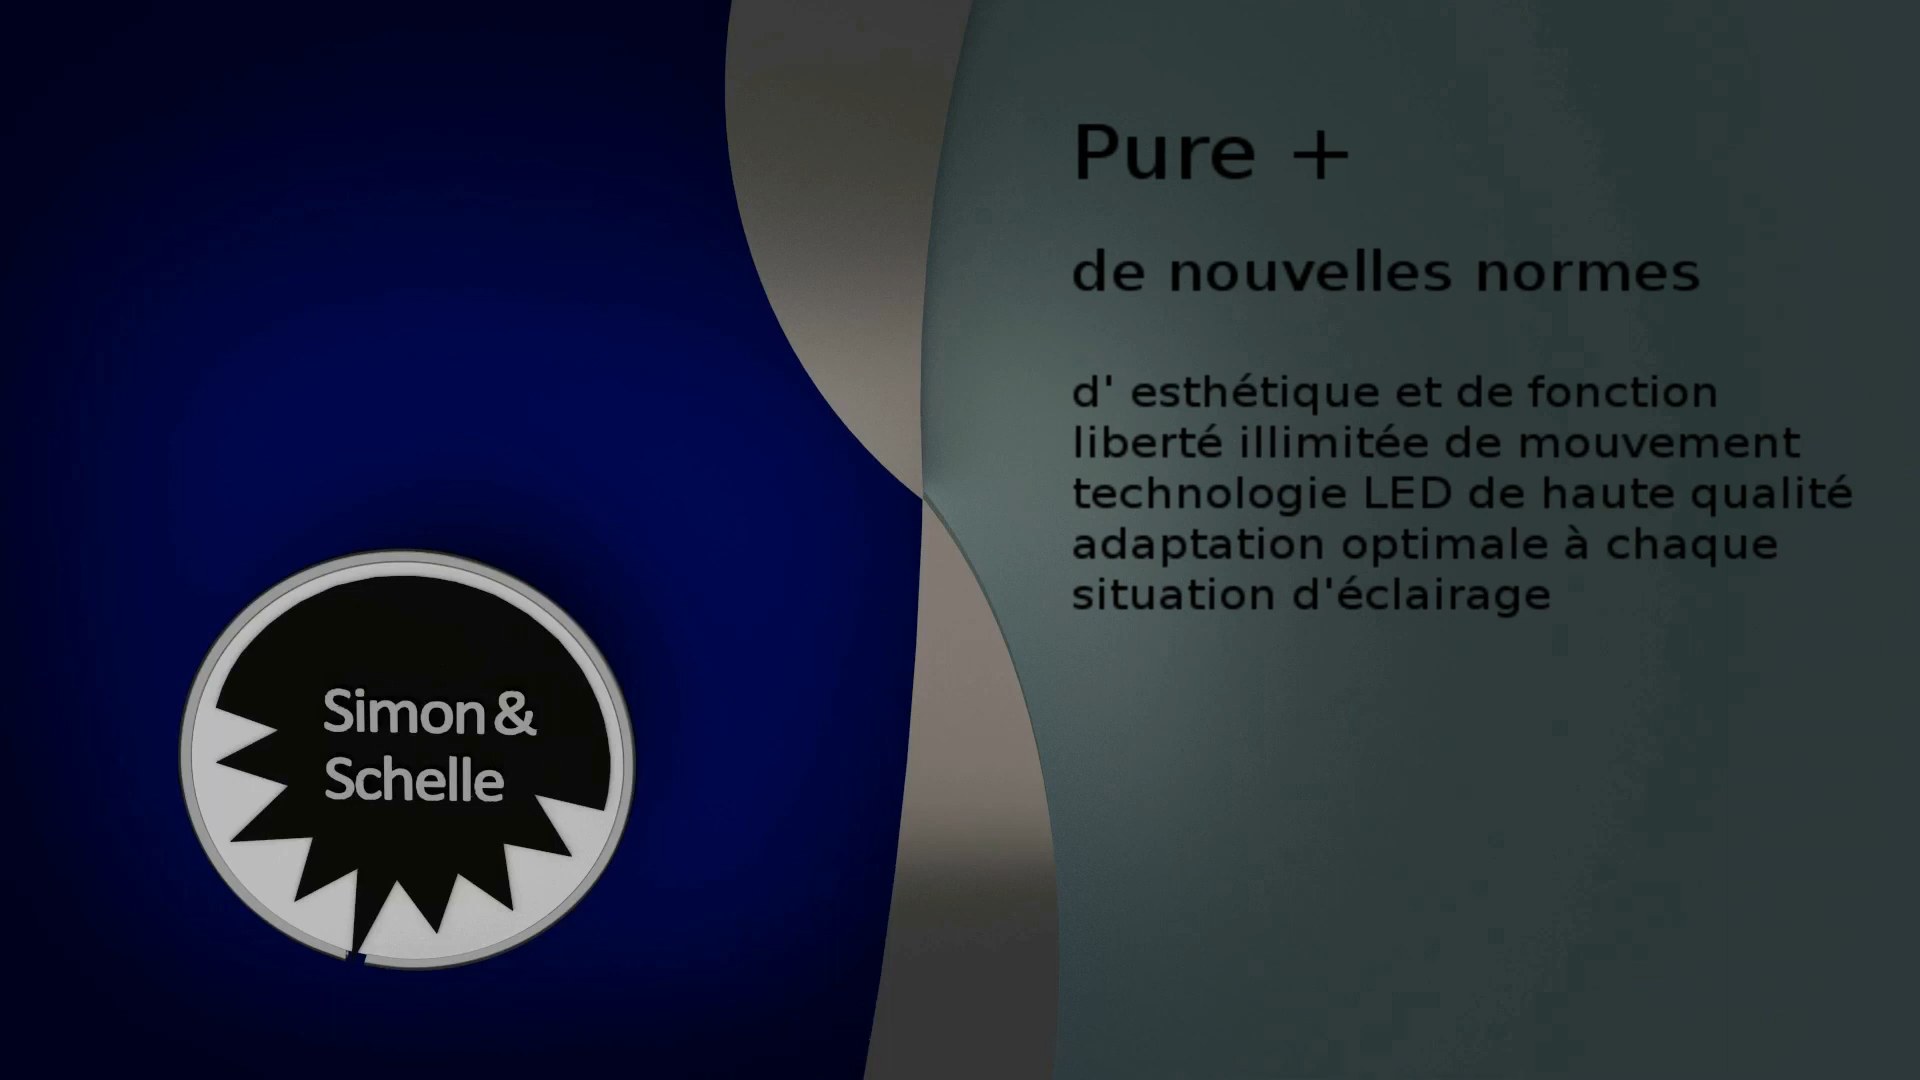 Pure +
de nouvelles normes
d' esthétique et de fonction
liberté illimitée de mouvement
technologie LED de haute qualité
adaptation optimale à chaque
situation d'éclairage
Simon &
Schelle